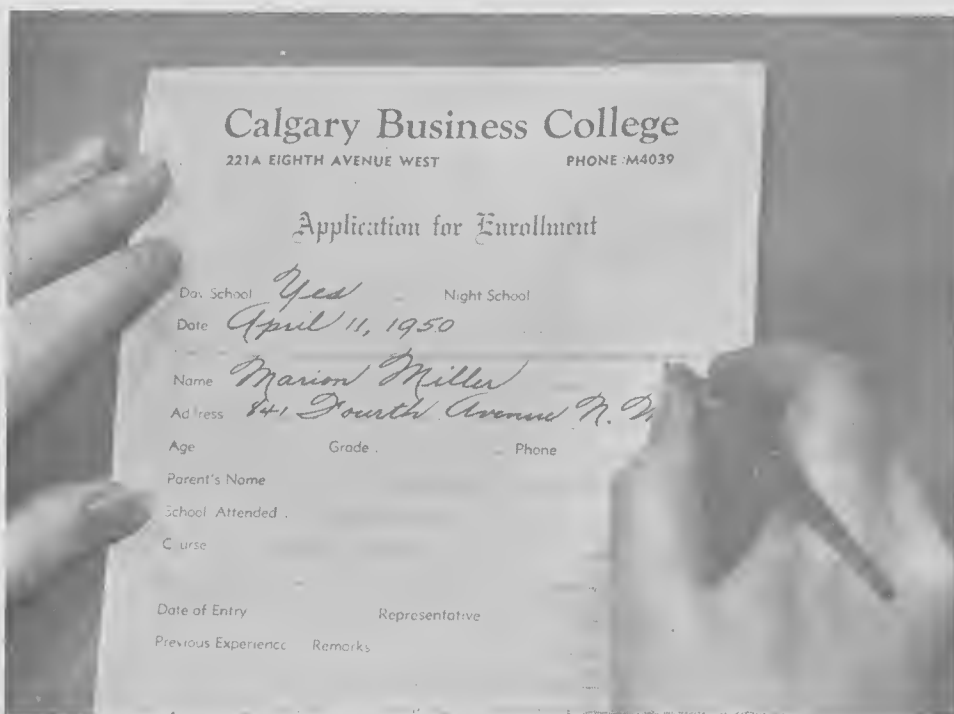 Calgary Business College
221A EIGHTH AVENUE WEST PHONE M4039
Application for Enrollment
Day School Yes Night School
Date April 11, 1950
Name Marion Miller
Address 841 Fourth Avenue N.
Age Grade Phone
Parent's Name
School Attended
Course
Date of Entry Representative
Previous Experience Remarks